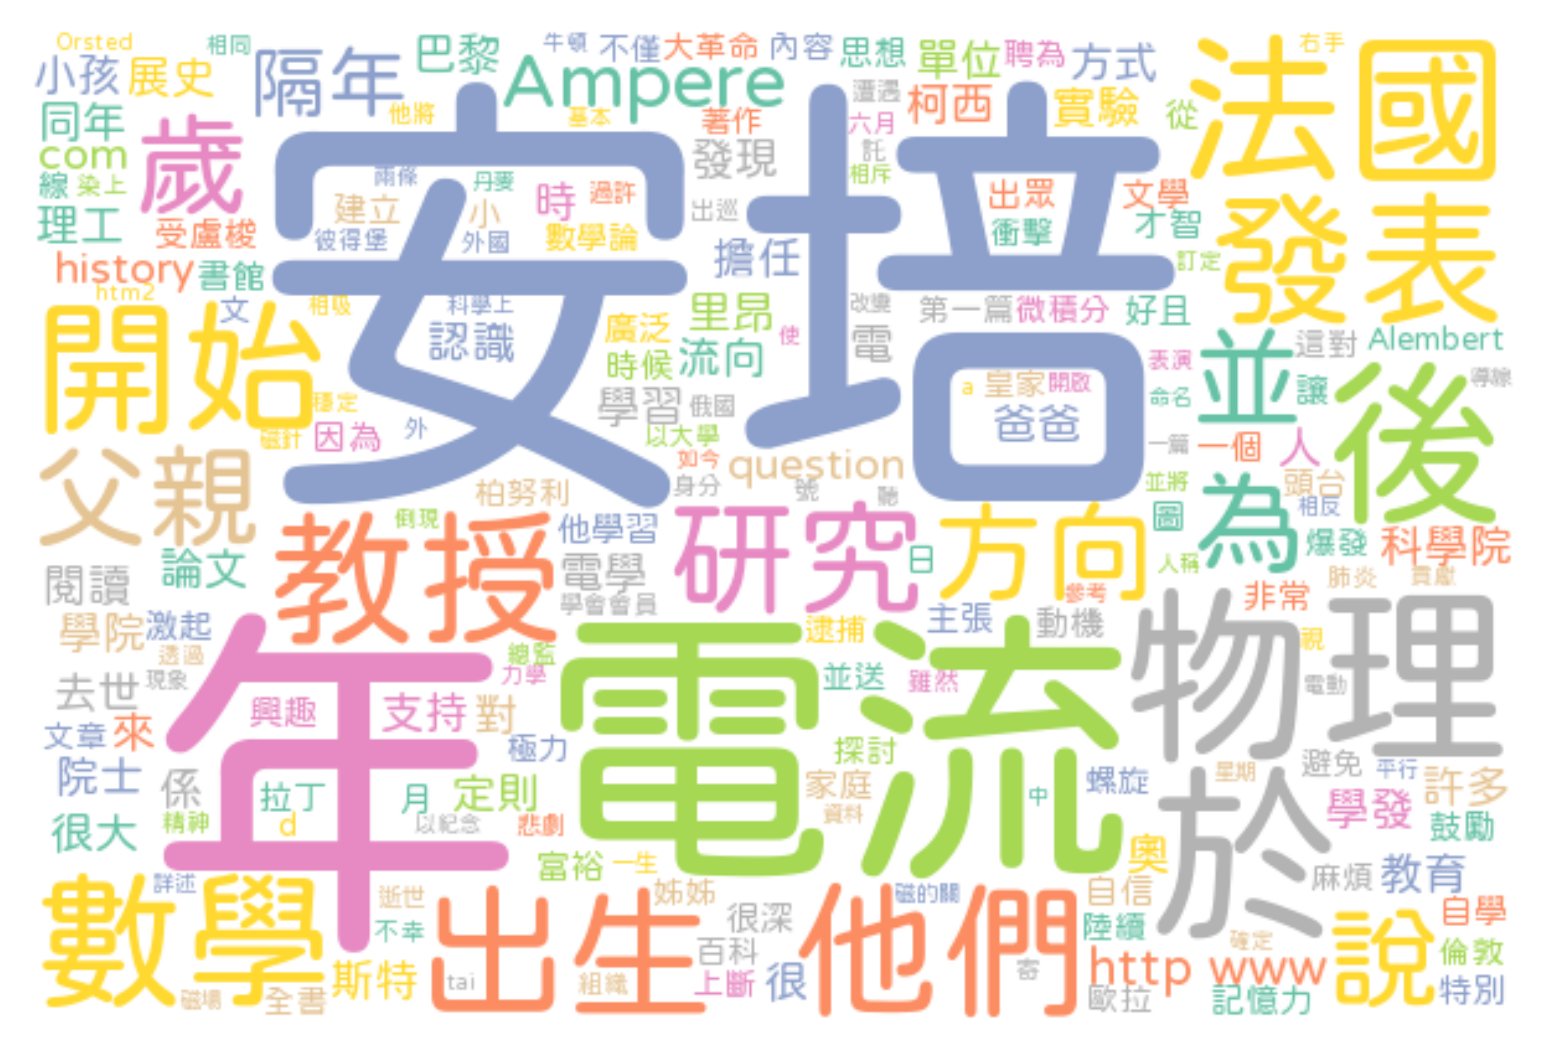 Orsted 相同 巴黎 牛頓 不僅 大革命 內容 思想 單位 聘為 方式 右手
小孩 展史 隔年 Ampere 遭遇 柯西 實驗 從 法國
同年 歲 他將 基本 著作 六月 託
com 發現 相斥
線 染上 兩條 丹麥 時 過許 出眾 文學
理工 受盧梭 建立 小 數學論 出巡 安培 衝擊 才智 發表
history 書館 彼得堡 外國 擔任 訂定
htm2 文 相吸 科學上 里昂 改變 第一篇 微積分 好且
開始 認識 廣泛 使 電 這對 Alembert
時候 流向 表演 並 導線
穩定 學習 俄國 a 皇家 開啟 命名 讓 後
磁針 因為 外 以大學 爸爸 一篇 一個 人
父親 如今 question 身分 號 聽 並將 頭台
柏努利 相反
倒現 他學習 研究 方向 圖 為 爆發 科學院
閱讀 論文 教授 電學 日 人稱 肺炎 貢獻
學會會員 參考 非常
學院 激起 逮捕 主張 動機 物理 視
透過 總監
去世 現象 年 力學 電流 並送 雖然 電動
興趣 支持 對
文章 來 極力 探討 避免 平行
院士 係 拉丁 月 定則 家庭 螺旋 星期 許多
精神 d 以紀念 悲劇 資料 中 於 學發
很大 富裕 一生 奧 鼓勵
數學 詳述 逝世 出生 姊姊 他們 磁的關 自信 麻煩 教育
不幸 很深 陸續 說 自學
斯特 百科 確定 倫敦
磁場 全書 tai 組織 上斷 很 寄 http www
歐拉 記憶力 特別